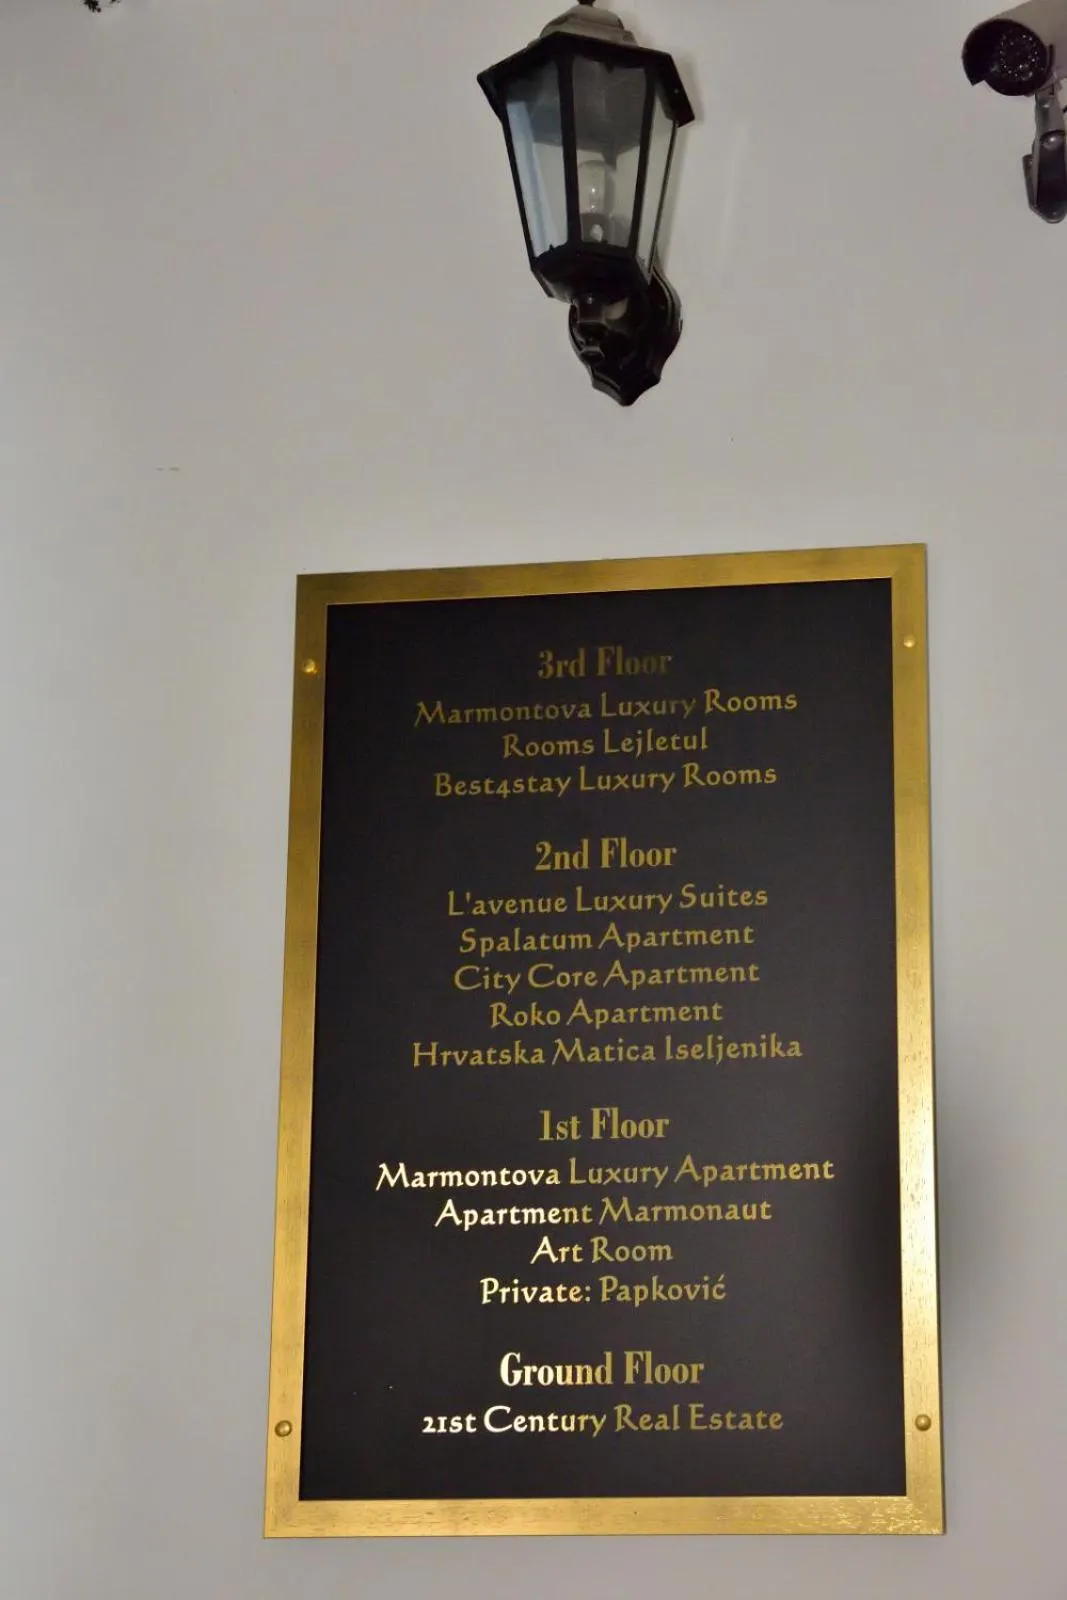 3rd Floor
Marmontova Luxury Rooms
Rooms Lejletul
Best4stay Luxury Rooms
2nd Floor
L'avenue Luxury Suites
Spalatum Apartment
City Core Apartment
Roko Apartment
Hrvatska Matica Iseljenika
1st Floor
Marmontova Luxury Apartment
Apartment Marmonaut
Art Room
Private: Papković
Ground Floor
21st Century Real Estate